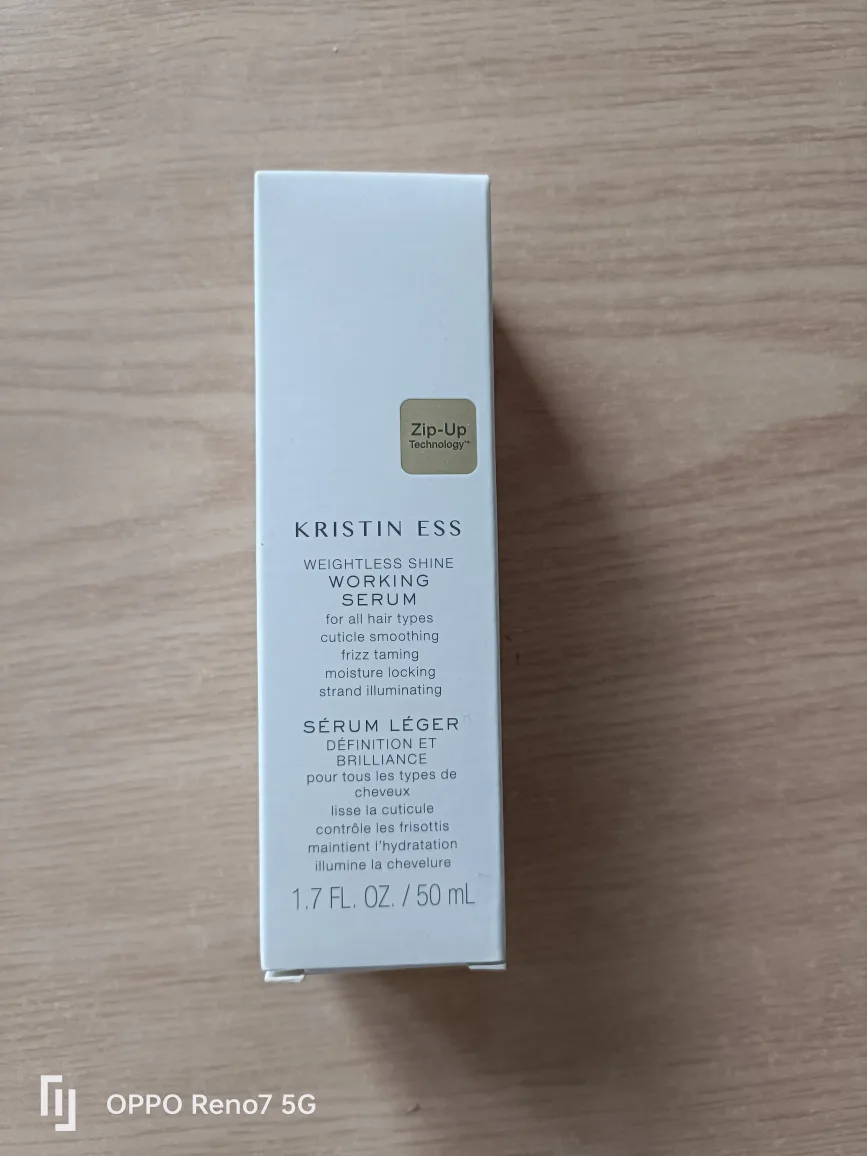 Zip-Up
Technology™
KRISTIN ESS
WEIGHTLESS SHINE
WORKING
SERUM
for all hair types
cuticle smoothing
frizz taming
moisture locking
strand illuminating
SÉRUM LÉGER
DÉFINITION ET
BRILLIANCE
pour tous les types de
cheveux
lisse la cuticule
contrôle les frisottis
maintient l'hydratation
illumine la chevelure
1.7 FL. OZ. / 50 mL
OPPO Reno7 5G